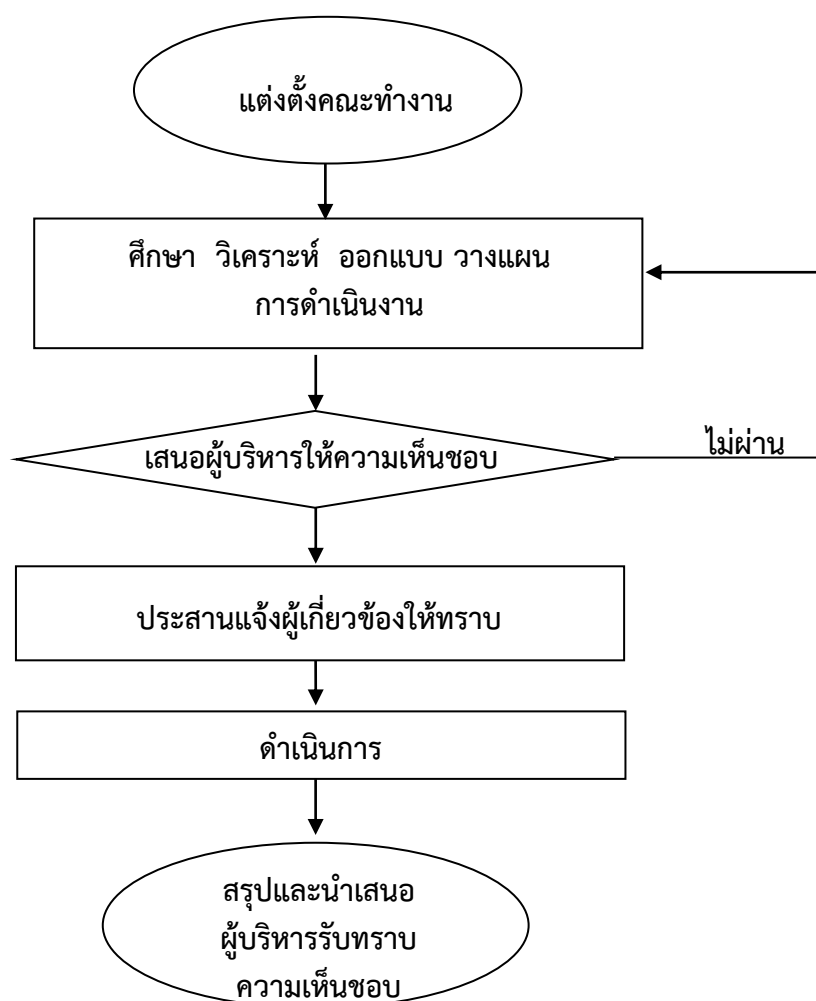 แต่งตั้งคณะทำงาน
ศึกษา วิเคราะห์ ออกแบบ วางแผน
การดำเนินงาน
เสนอผู้บริหารให้ความเห็นชอบ
ไม่ผ่าน
ประสานแจ้งผู้เกี่ยวข้องให้ทราบ
ดำเนินการ
สรุปและนำเสนอ
ผู้บริหารรับทราบ
ความเห็นชอบ